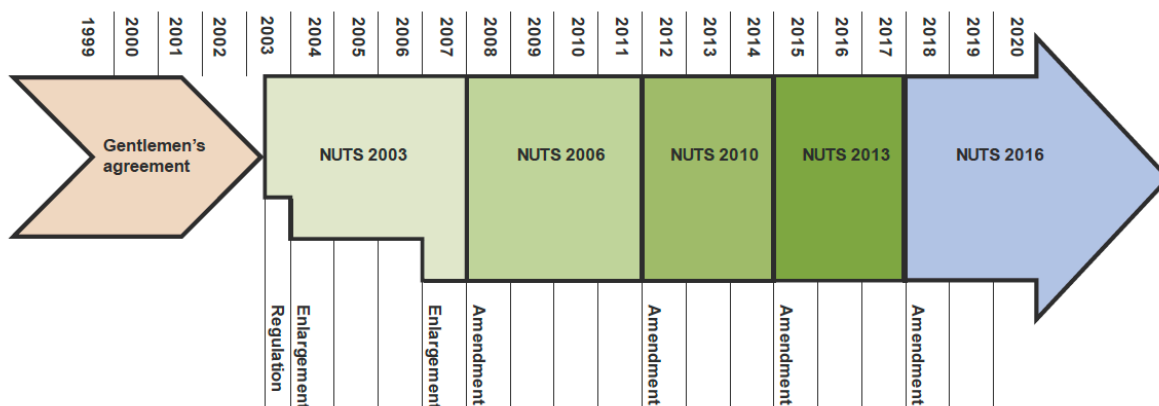 1999
2000
2001
2002
2003
2004
2005
2006
2007
2008
2009
2010
2011
2012
2013
2014
2015
2016
2017
2018
2019
2020
Gentlemen's
agreement
NUTS 2003
NUTS 2006
NUTS 2010
NUTS 2013
NUTS 2016
Regulation
Enlargement
Enlargement
Amendment
Amendment
Amendment
Amendment